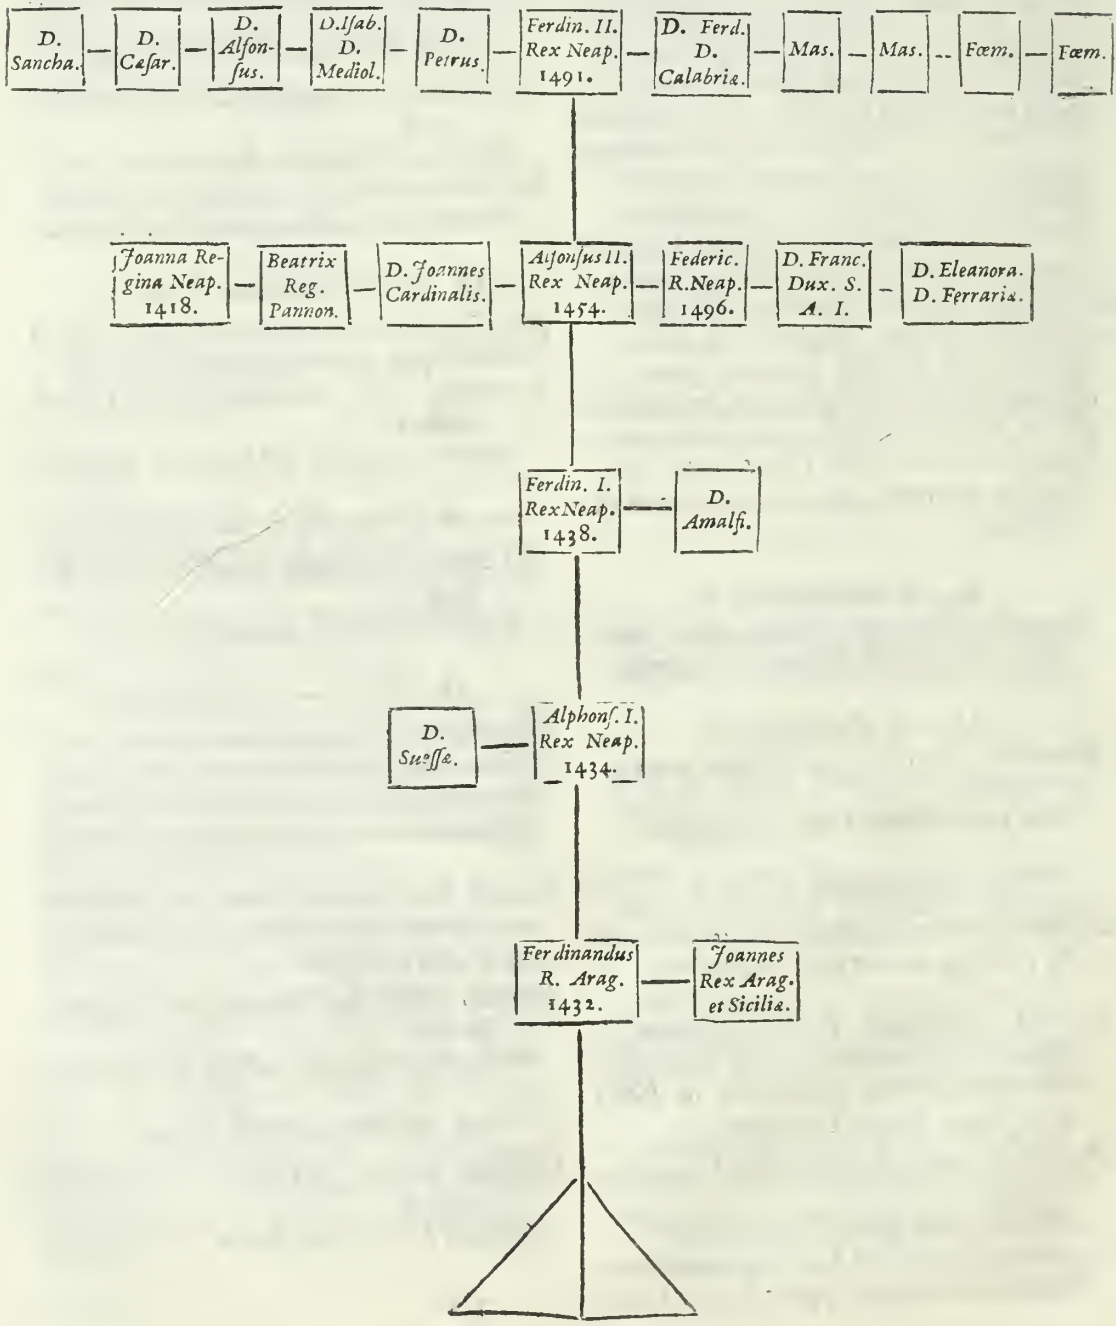 D.
Sancha.
D.
Cæſar.
D.
Alfon-
ſus.
D.Iſab.
D.
Mediol.
D.
Petrus.
Ferdin. II.
Rex Neap.
1491.
D. Ferd.
D.
Calabriæ.
Mas.
Mas.
Fœm.
Fœm.
Joanna Re-
gina Neap.
1418.
Beatrix
Reg.
Pannon.
D. Joannes
Cardinalis.
Alfonſus II.
Rex Neap.
1454.
Federic.
R. Neap.
1496.
D. Franc.
Dux. S.
A. I.
D. Eleanora.
D. Ferrariæ.
Ferdin. I.
Rex Neap.
1438.
D.
Amalfi.
D.
Sueſſæ.
Alphonſ. I.
Rex Neap.
1434.
Ferdinandus
R. Arag.
1432.
Joannes
Rex Arag.
et Siciliæ.